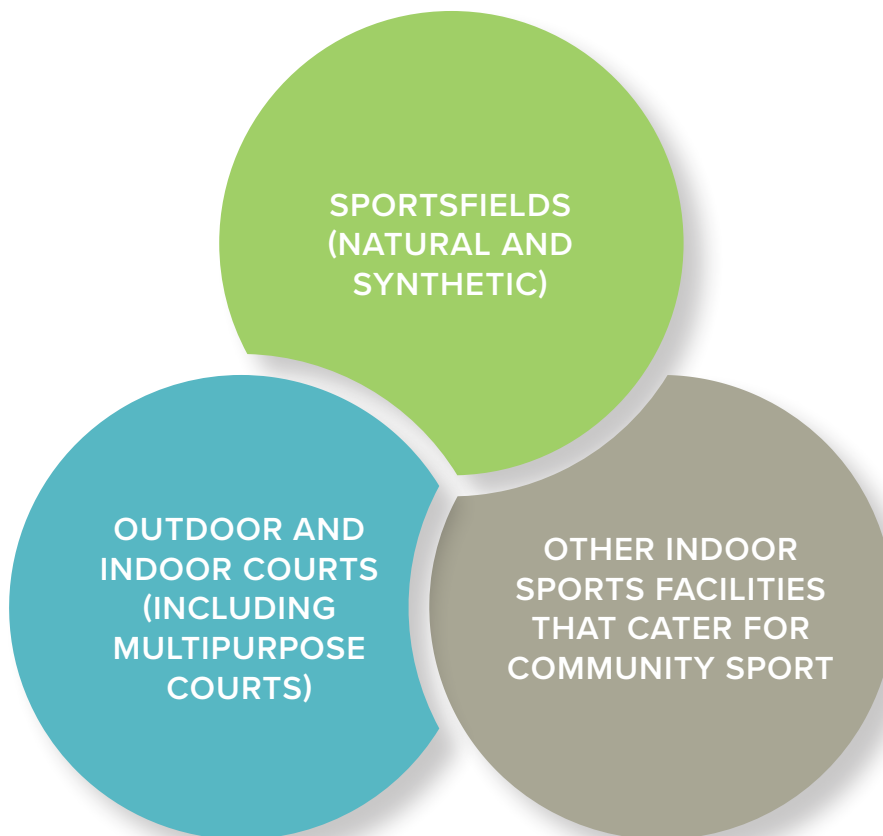 SPORTSFIELDS
(NATURAL AND
SYNTHETIC)
OUTDOOR AND
INDOOR COURTS
(INCLUDING
MULTIPURPOSE
COURTS)
OTHER INDOOR
SPORTS FACILITIES
THAT CATER FOR
COMMUNITY SPORT